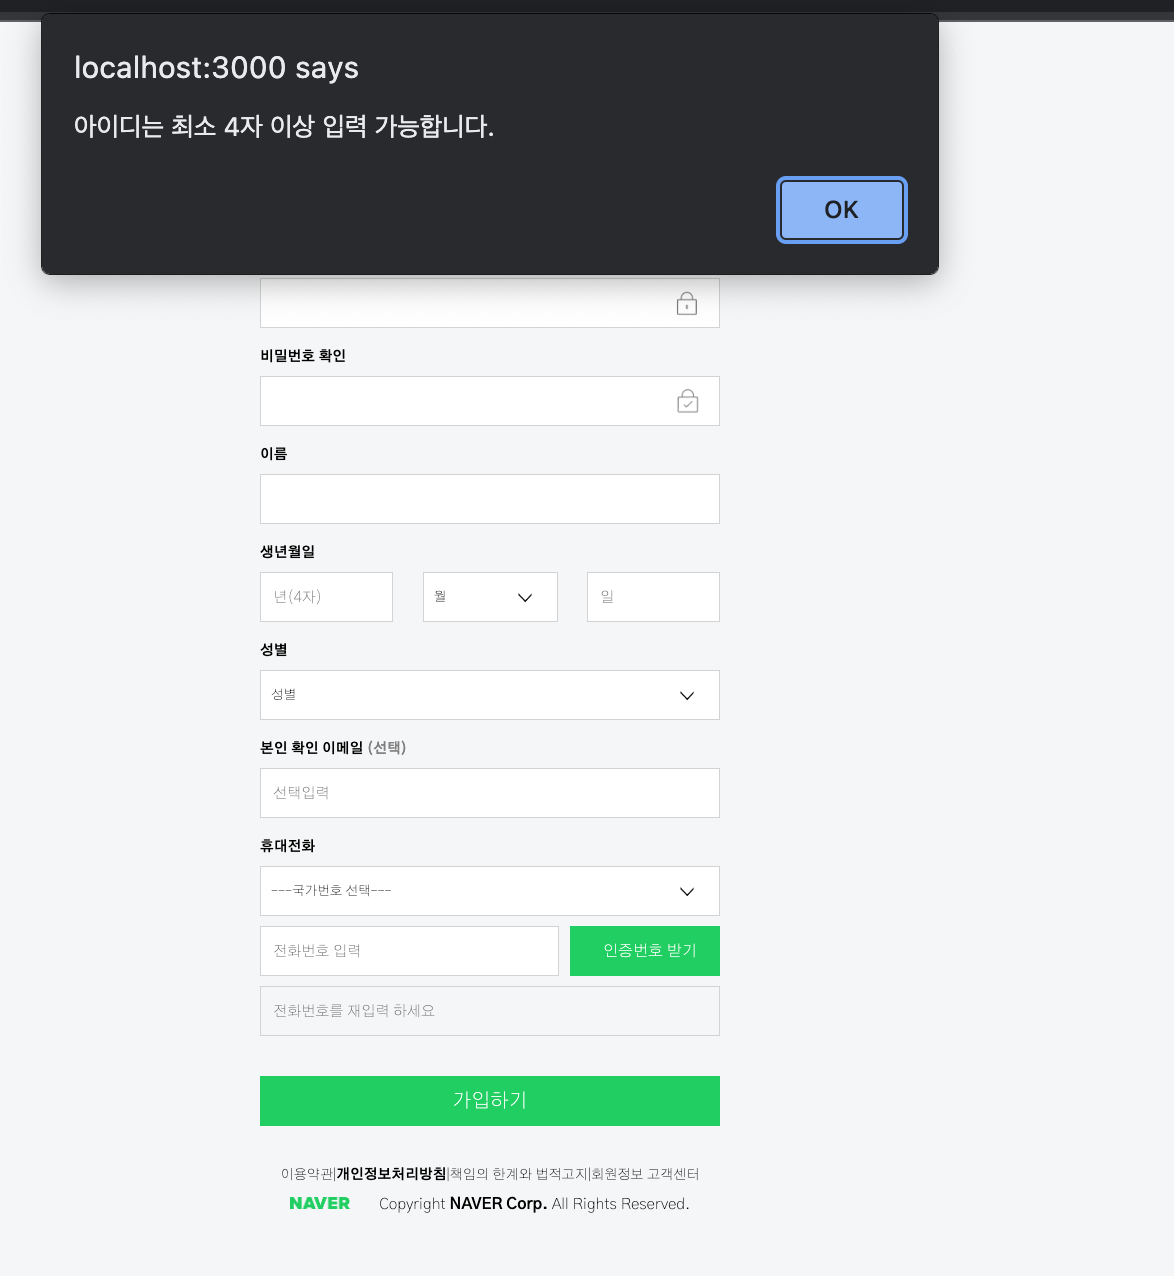 localhost:3000 says
아이디는 최소 4자 이상 입력 가능합니다.
OK
비밀번호 확인
이름
생년월일
년(4자) 월 일
성별
성별
본인 확인 이메일 (선택)
선택입력
휴대전화
---국가번호 선택---
전화번호 입력 인증번호 받기
전화번호를 재입력 하세요
가입하기
이용약관|개인정보처리방침|책임의 한계와 법적고지|회원정보 고객센터
NAVER Copyright NAVER Corp. All Rights Reserved.